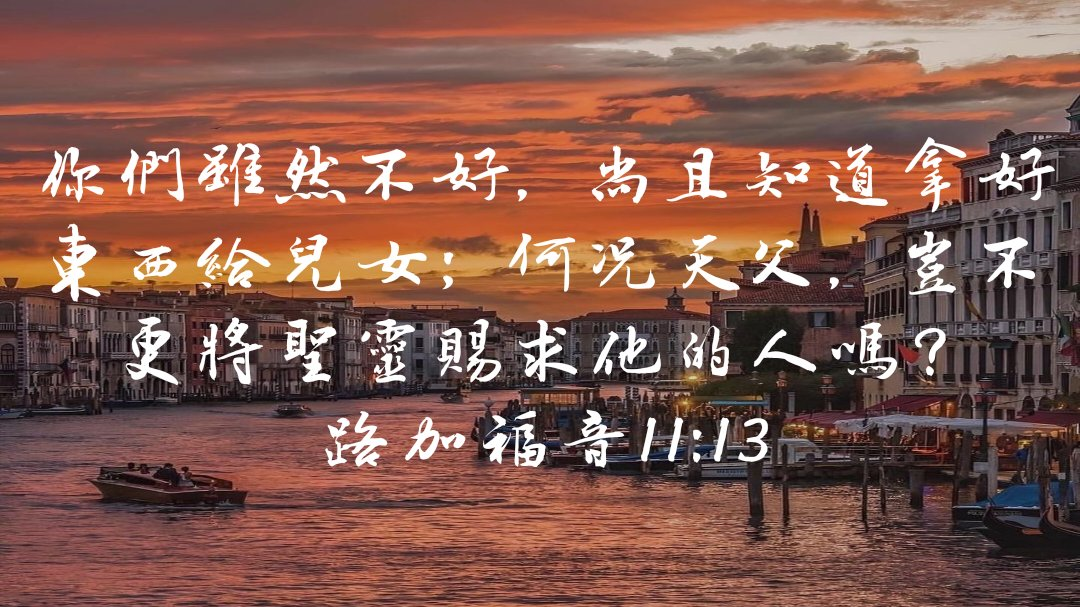 你們雖然不好，尚且知道拿好
東西給兒女；何況天父，豈不
更將聖靈賜求他的人嗎？
路加福音11:13